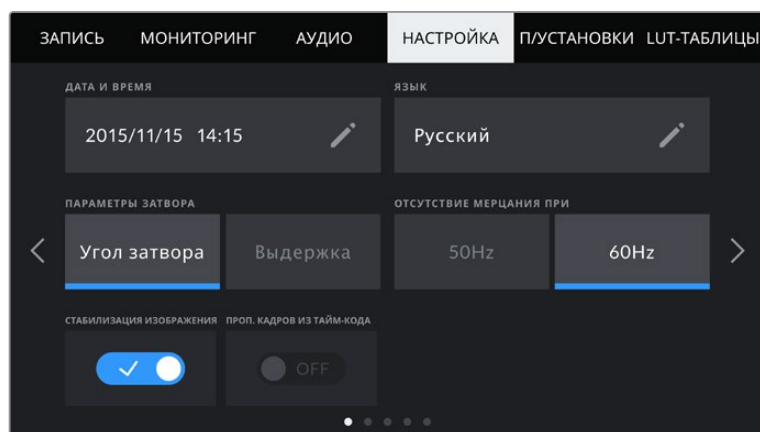 ЗАПИСЬ МОНИТОРИНГ АУДИО НАСТРОЙКА П/УСТАНОВКИ LUT-ТАБЛИЦЫ
ДАТА И ВРЕМЯ ЯЗЫК
2015/11/15 14:15 Русский
ПАРАМЕТРЫ ЗАТВОРА ОТСУТСТВИЕ МЕРЦАНИЯ ПРИ
Угол затвора Выдержка 50Hz 60Hz
СТАБИЛИЗАЦИЯ ИЗОБРАЖЕНИЯ ПРОП. КАДРОВ ИЗ ТАЙМ-КОДА
OFF